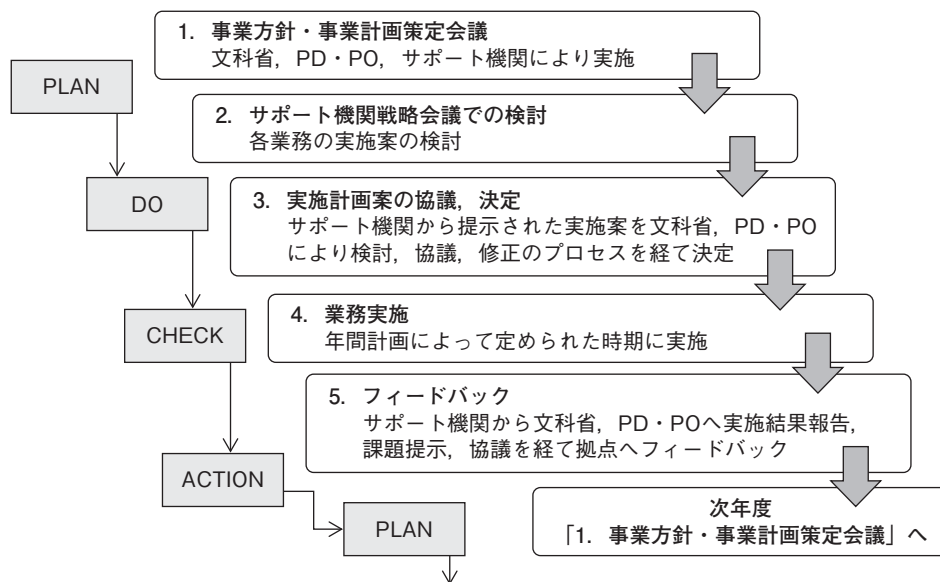 1. 事業方針・事業計画策定会議
文科省，PD・PO，サポート機関により実施
PLAN
2. サポート機関戦略会議での検討
各業務の実施案の検討
DO
3. 実施計画案の協議，決定
サポート機関から提示された実施案を文科省，PD・PO
により検討，協議，修正のプロセスを経て決定
CHECK
4. 業務実施
年間計画によって定められた時期に実施
5. フィードバック
サポート機関から文科省，PD・POへ実施結果報告，
課題提示，協議を経て拠点へフィードバック
ACTION
PLAN
次年度
「1. 事業方針・事業計画策定会議」へ